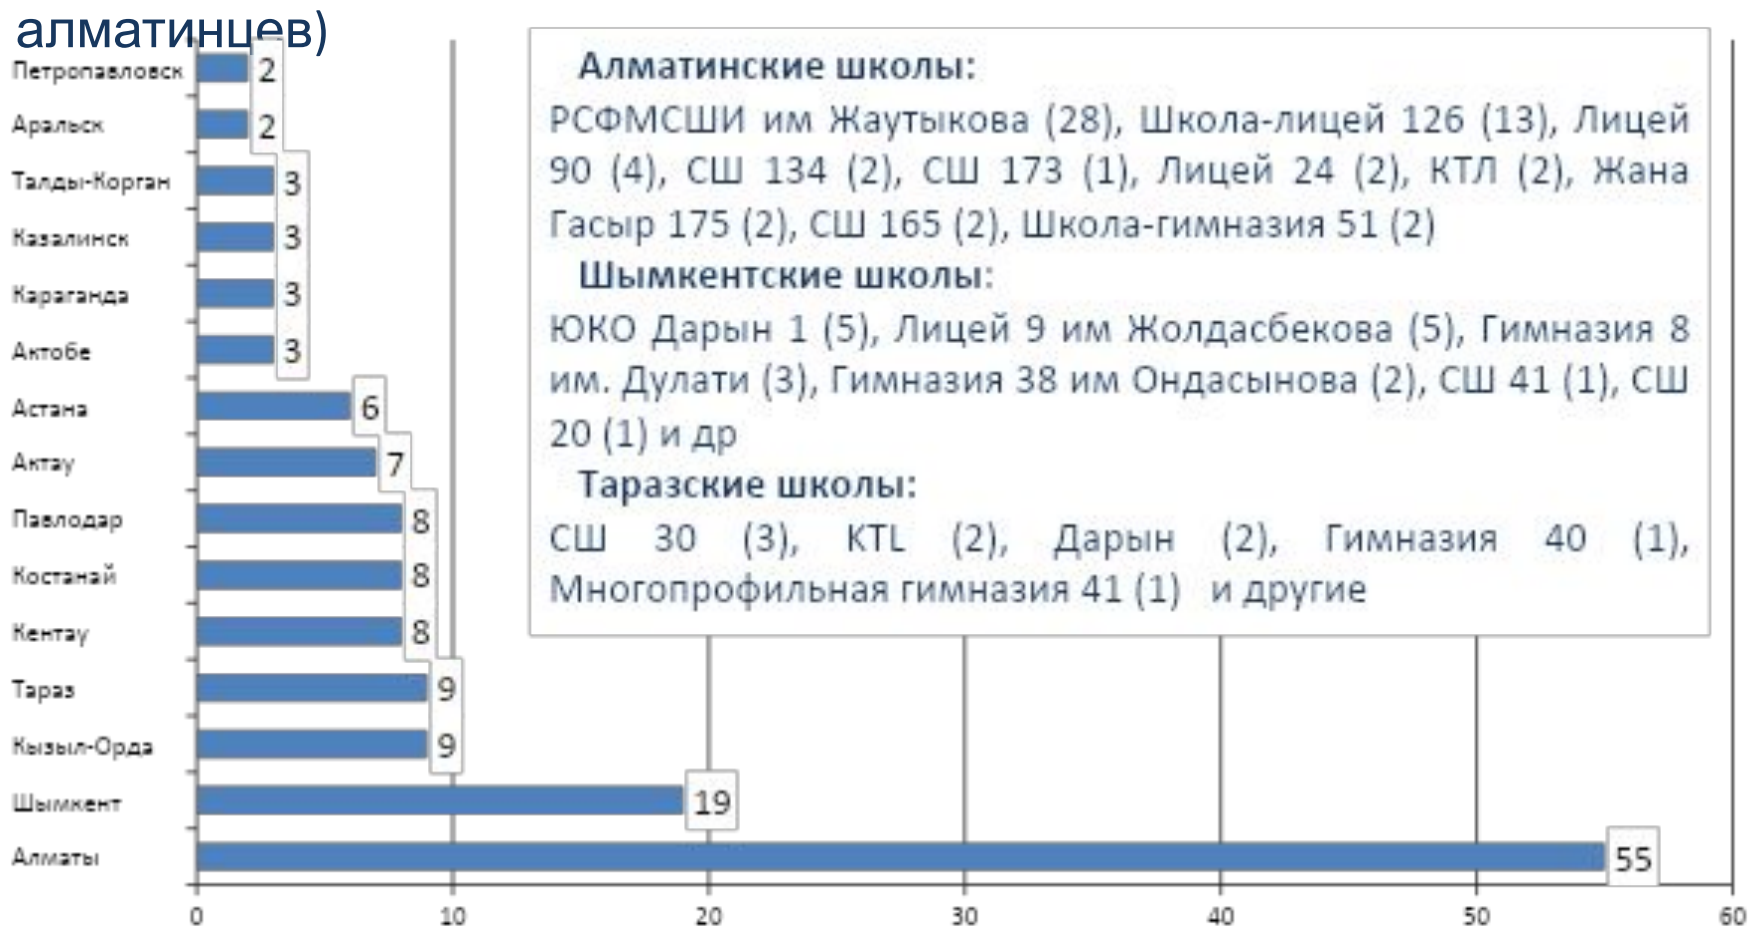 алматинцев)
Петропавловск 2
Аральск 2
Талды-Корган 3
Казалинск 3
Караганда 3
Актобе 3
Астана 6
Актау 7
Павлодар 8
Костанай 8
Кентау 8
Тараз 9
Кызыл-Орда 9
Шымкент 19
Алматы 55
0 10 20 30 40 50 60
Алматинские школы:
РСФМСШИ им Жаутыкова (28), Школа-лицей 126 (13), Лицей
90 (4), СШ 134 (2), СШ 173 (1), Лицей 24 (2), КТЛ (2), Жана
Гасыр 175 (2), СШ 165 (2), Школа-гимназия 51 (2)
Шымкентские школы:
ЮКО Дарын 1 (5), Лицей 9 им Жолдасбекова (5), Гимназия 8
им. Дулати (3), Гимназия 38 им Ондасынова (2), СШ 41 (1), СШ
20 (1) и др
Таразские школы:
СШ 30 (3), KTL (2), Дарын (2), Гимназия 40 (1),
Многопрофильная гимназия 41 (1) и другие